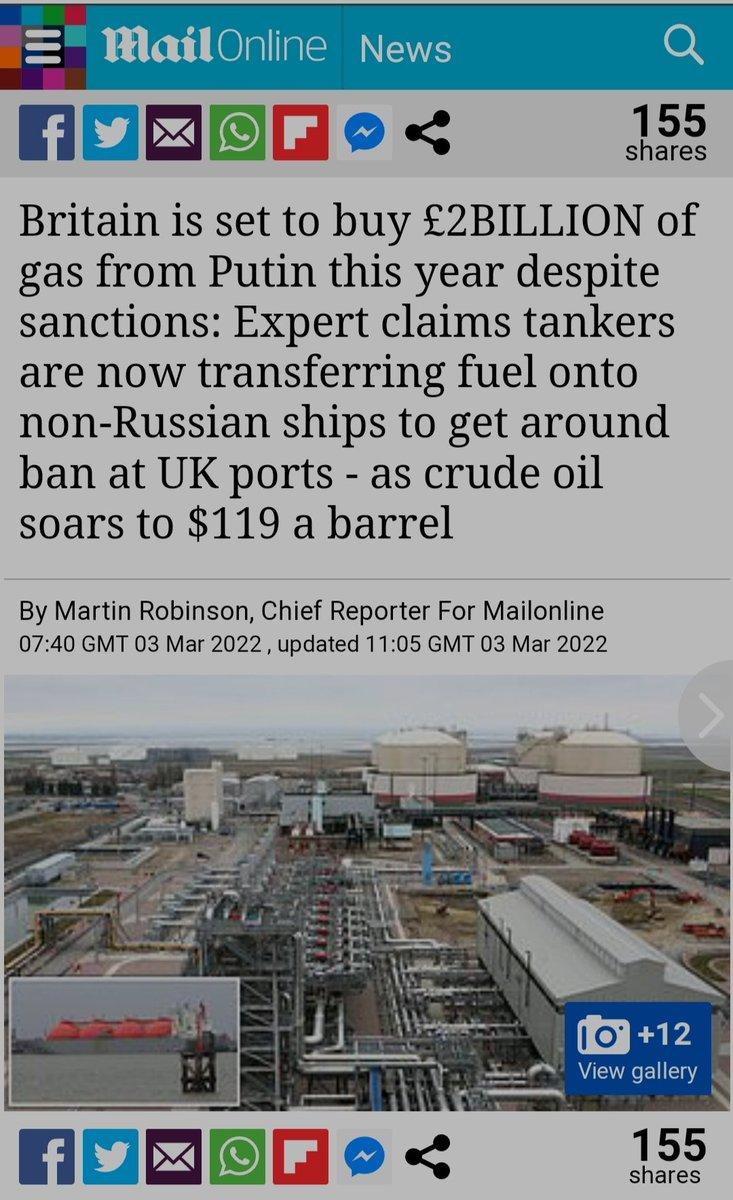 MailOnline News
155
shares
Britain is set to buy £2BILLION of
gas from Putin this year despite
sanctions: Expert claims tankers
are now transferring fuel onto
non-Russian ships to get around
ban at UK ports - as crude oil
soars to $119 a barrel
By Martin Robinson, Chief Reporter For Mailonline
07:40 GMT 03 Mar 2022 , updated 11:05 GMT 03 Mar 2022
+12
View gallery
155
shares